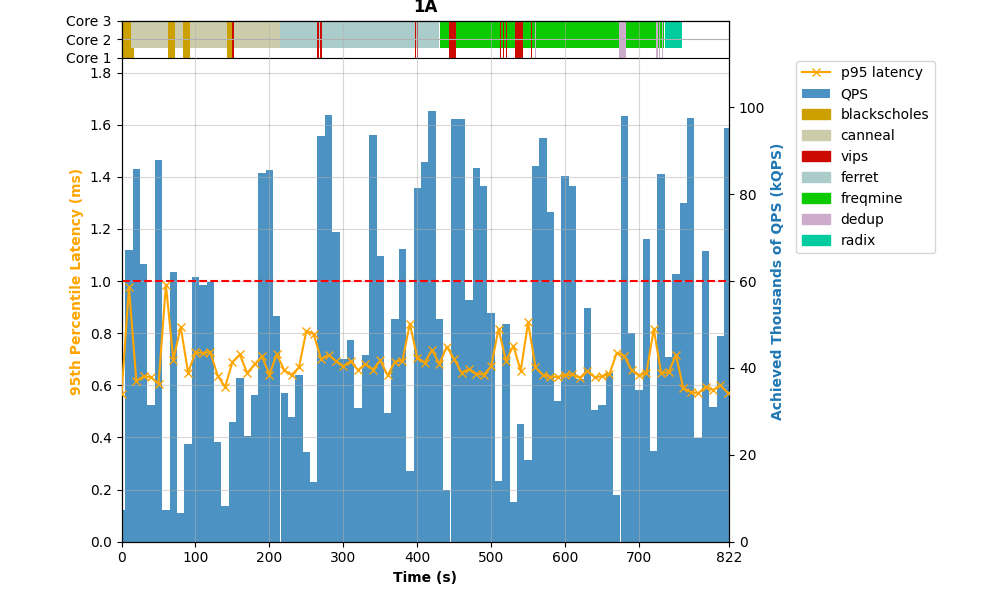 1A
Core 3
Core 2
Core 1
1.8
1.6
1.4
1.2
1.0
0.8
0.6
0.4
0.2
0.0
95th Percentile Latency (ms)
0
100
200
300
400
500
600
700
822
Time (s)
100
80
60
40
20
0
Achieved Thousands of QPS (kQPS)
p95 latency
QPS
blackscholes
canneal
vips
ferret
freqmine
dedup
radix